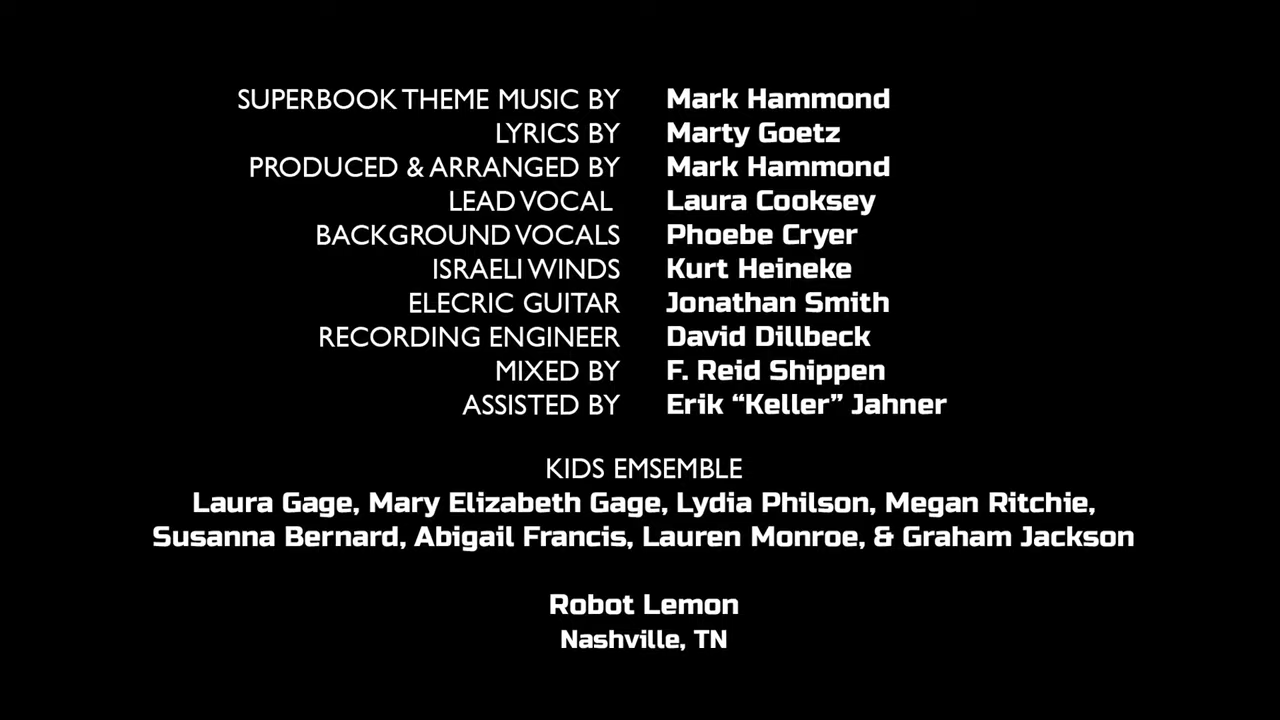 SUPERBOOK THEME MUSIC BY Mark Hammond
LYRICS BY Marty Goetz
PRODUCED & ARRANGED BY Mark Hammond
LEAD VOCAL Laura Cooksey
BACKGROUND VOCALS Phoebe Cryer
ISRAELI WINDS Kurt Heineke
ELECRIC GUITAR Jonathan Smith
RECORDING ENGINEER David Dillbeck
MIXED BY F. Reid Shippen
ASSISTED BY Erik “Keller” Jahner
KIDS EMSEMBLE
Laura Gage, Mary Elizabeth Gage, Lydia Philson, Megan Ritchie,
Susanna Bernard, Abigail Francis, Lauren Monroe, & Graham Jackson
Robot Lemon
Nashville, TN